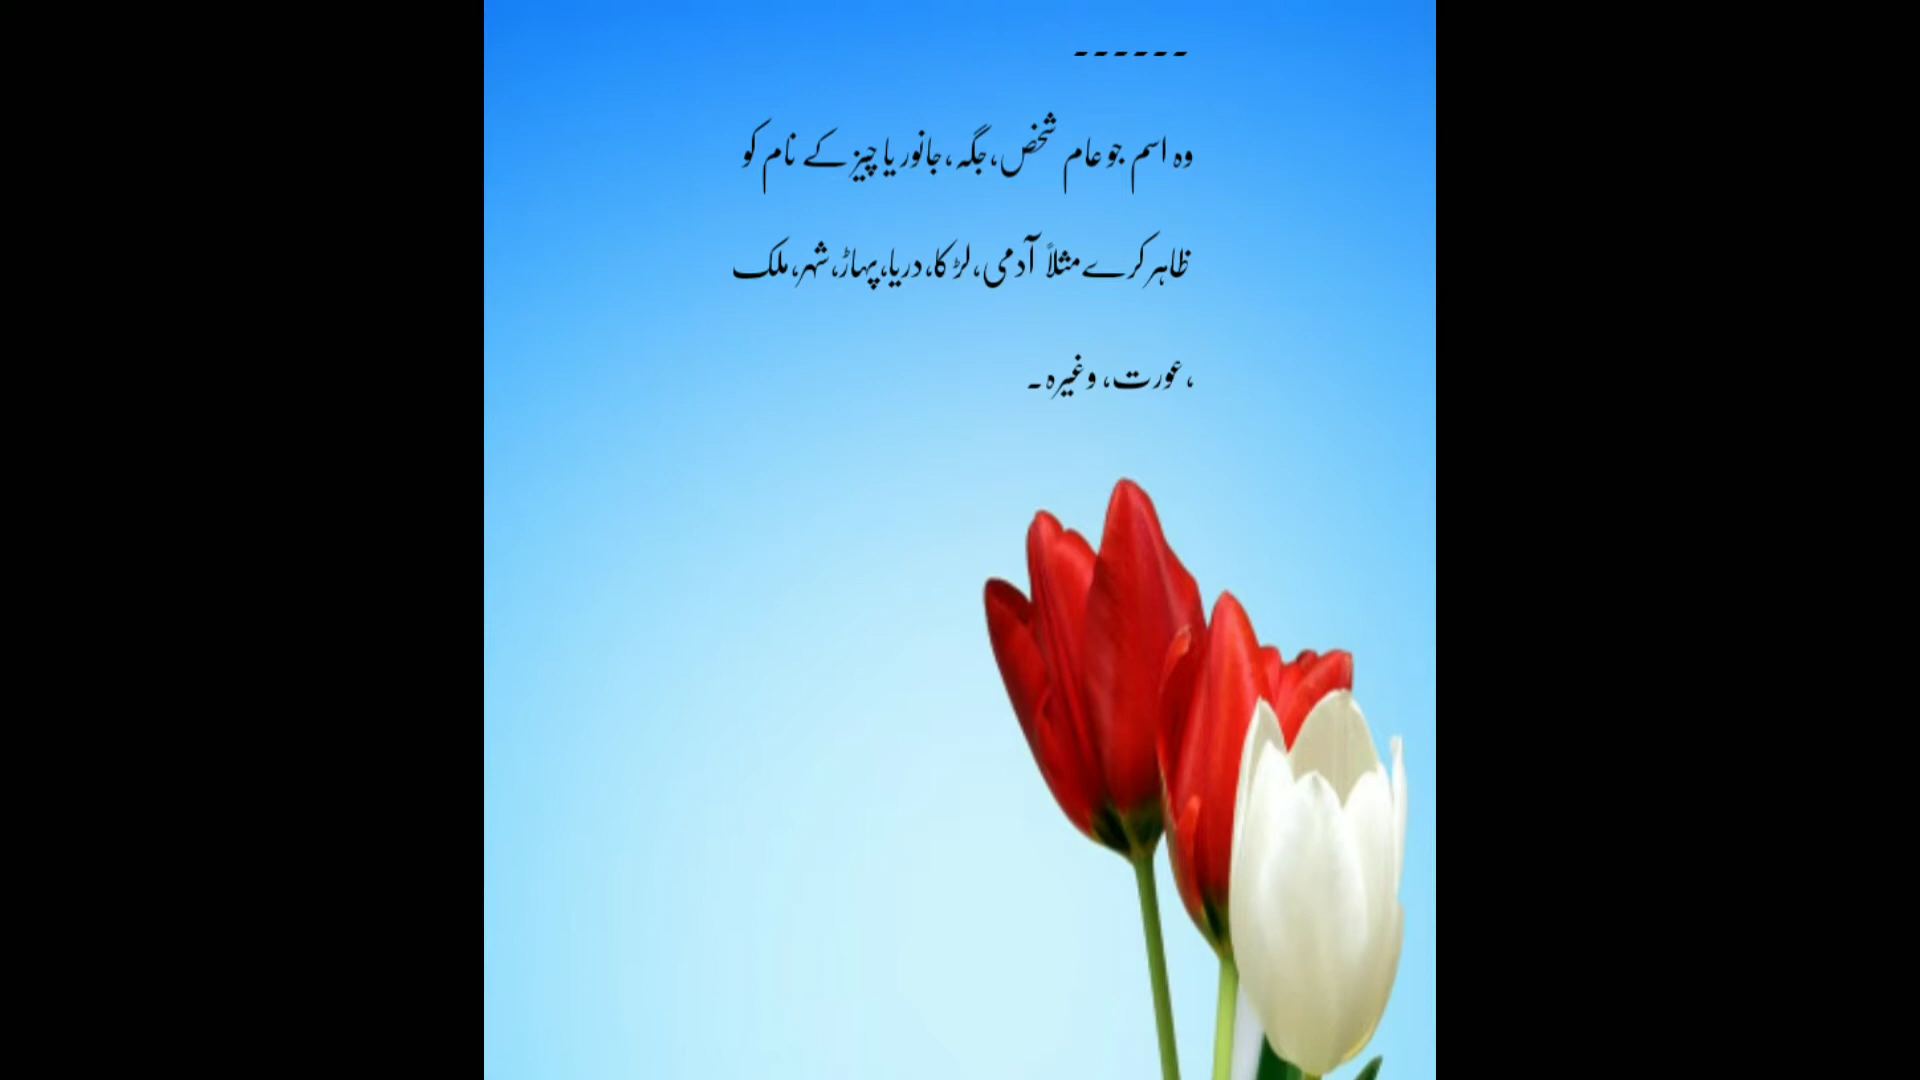 ------
وہ اسم جو عام شخص،جگہ،جانور یا چیز کے نام کو
ظاہر کرے مثلاً آدمی،لڑکا،دریا،پہاڑ،شہر،ملک
،عورت، وغیرہ۔